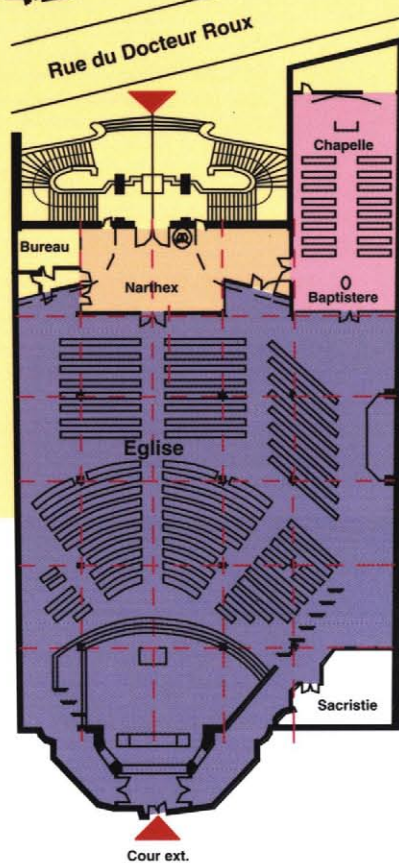 Rue du Docteur Roux
Chapelle
Bureau
Narthex
Baptistere
Eglise
Sacristie
Cour ext.